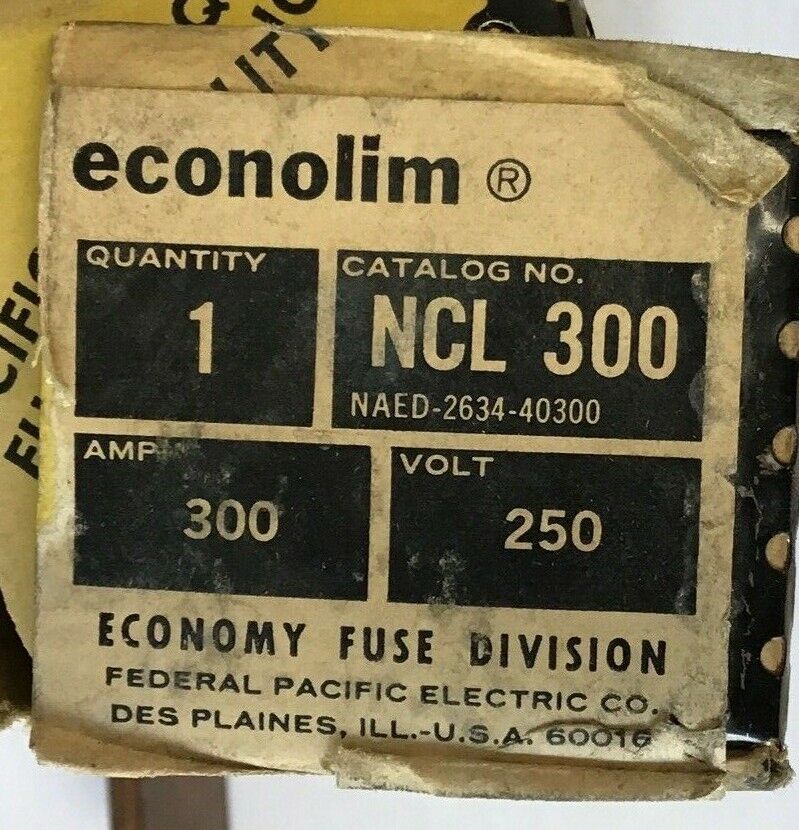 econolim ®
QUANTITY
1
CATALOG NO.
NCL 300
NAED-2634-40300
AMP
300
VOLT
250
ECONOMY FUSE DIVISION
FEDERAL PACIFIC ELECTRIC CO.
DES PLAINES, ILL.-U.S.A. 60016